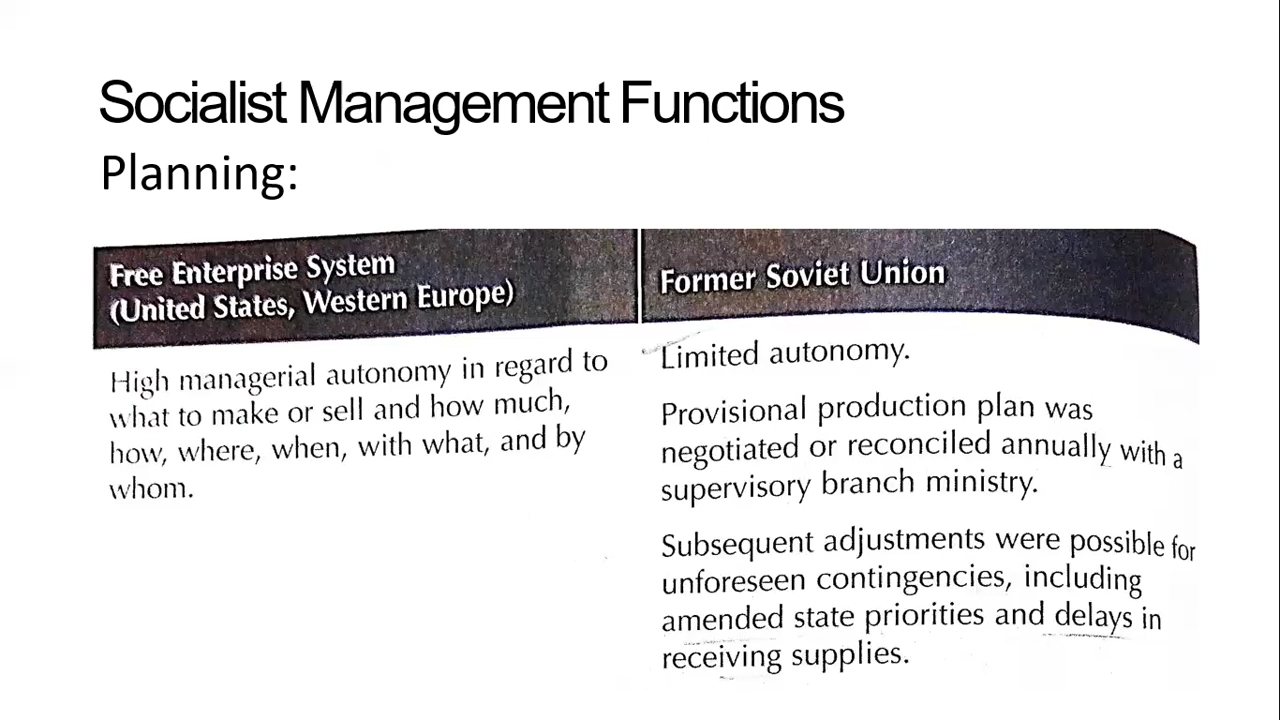 Socialist Management Functions
Planning:
Free Enterprise System
(United States, Western Europe)
High managerial autonomy in regard to
what to make or sell and how much,
how, where, when, with what, and by
whom.
Former Soviet Union
Limited autonomy.
Provisional production plan was
negotiated or reconciled annually with a
supervisory branch ministry.
Subsequent adjustments were possible for
unforeseen contingencies, including
amended state priorities and delays in
receiving supplies.